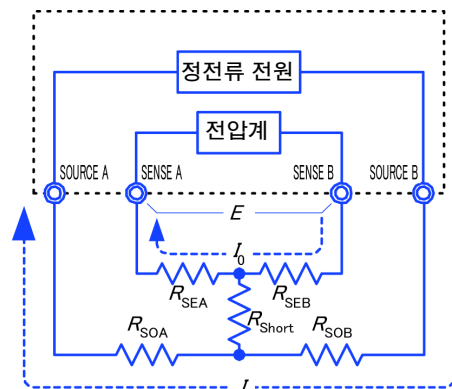 정전류 전원
전압계
SOURCE A SENSE A SENSE B SOURCE B
E
I0
RSEA RSEB
RShort
RSOA RSOB
I